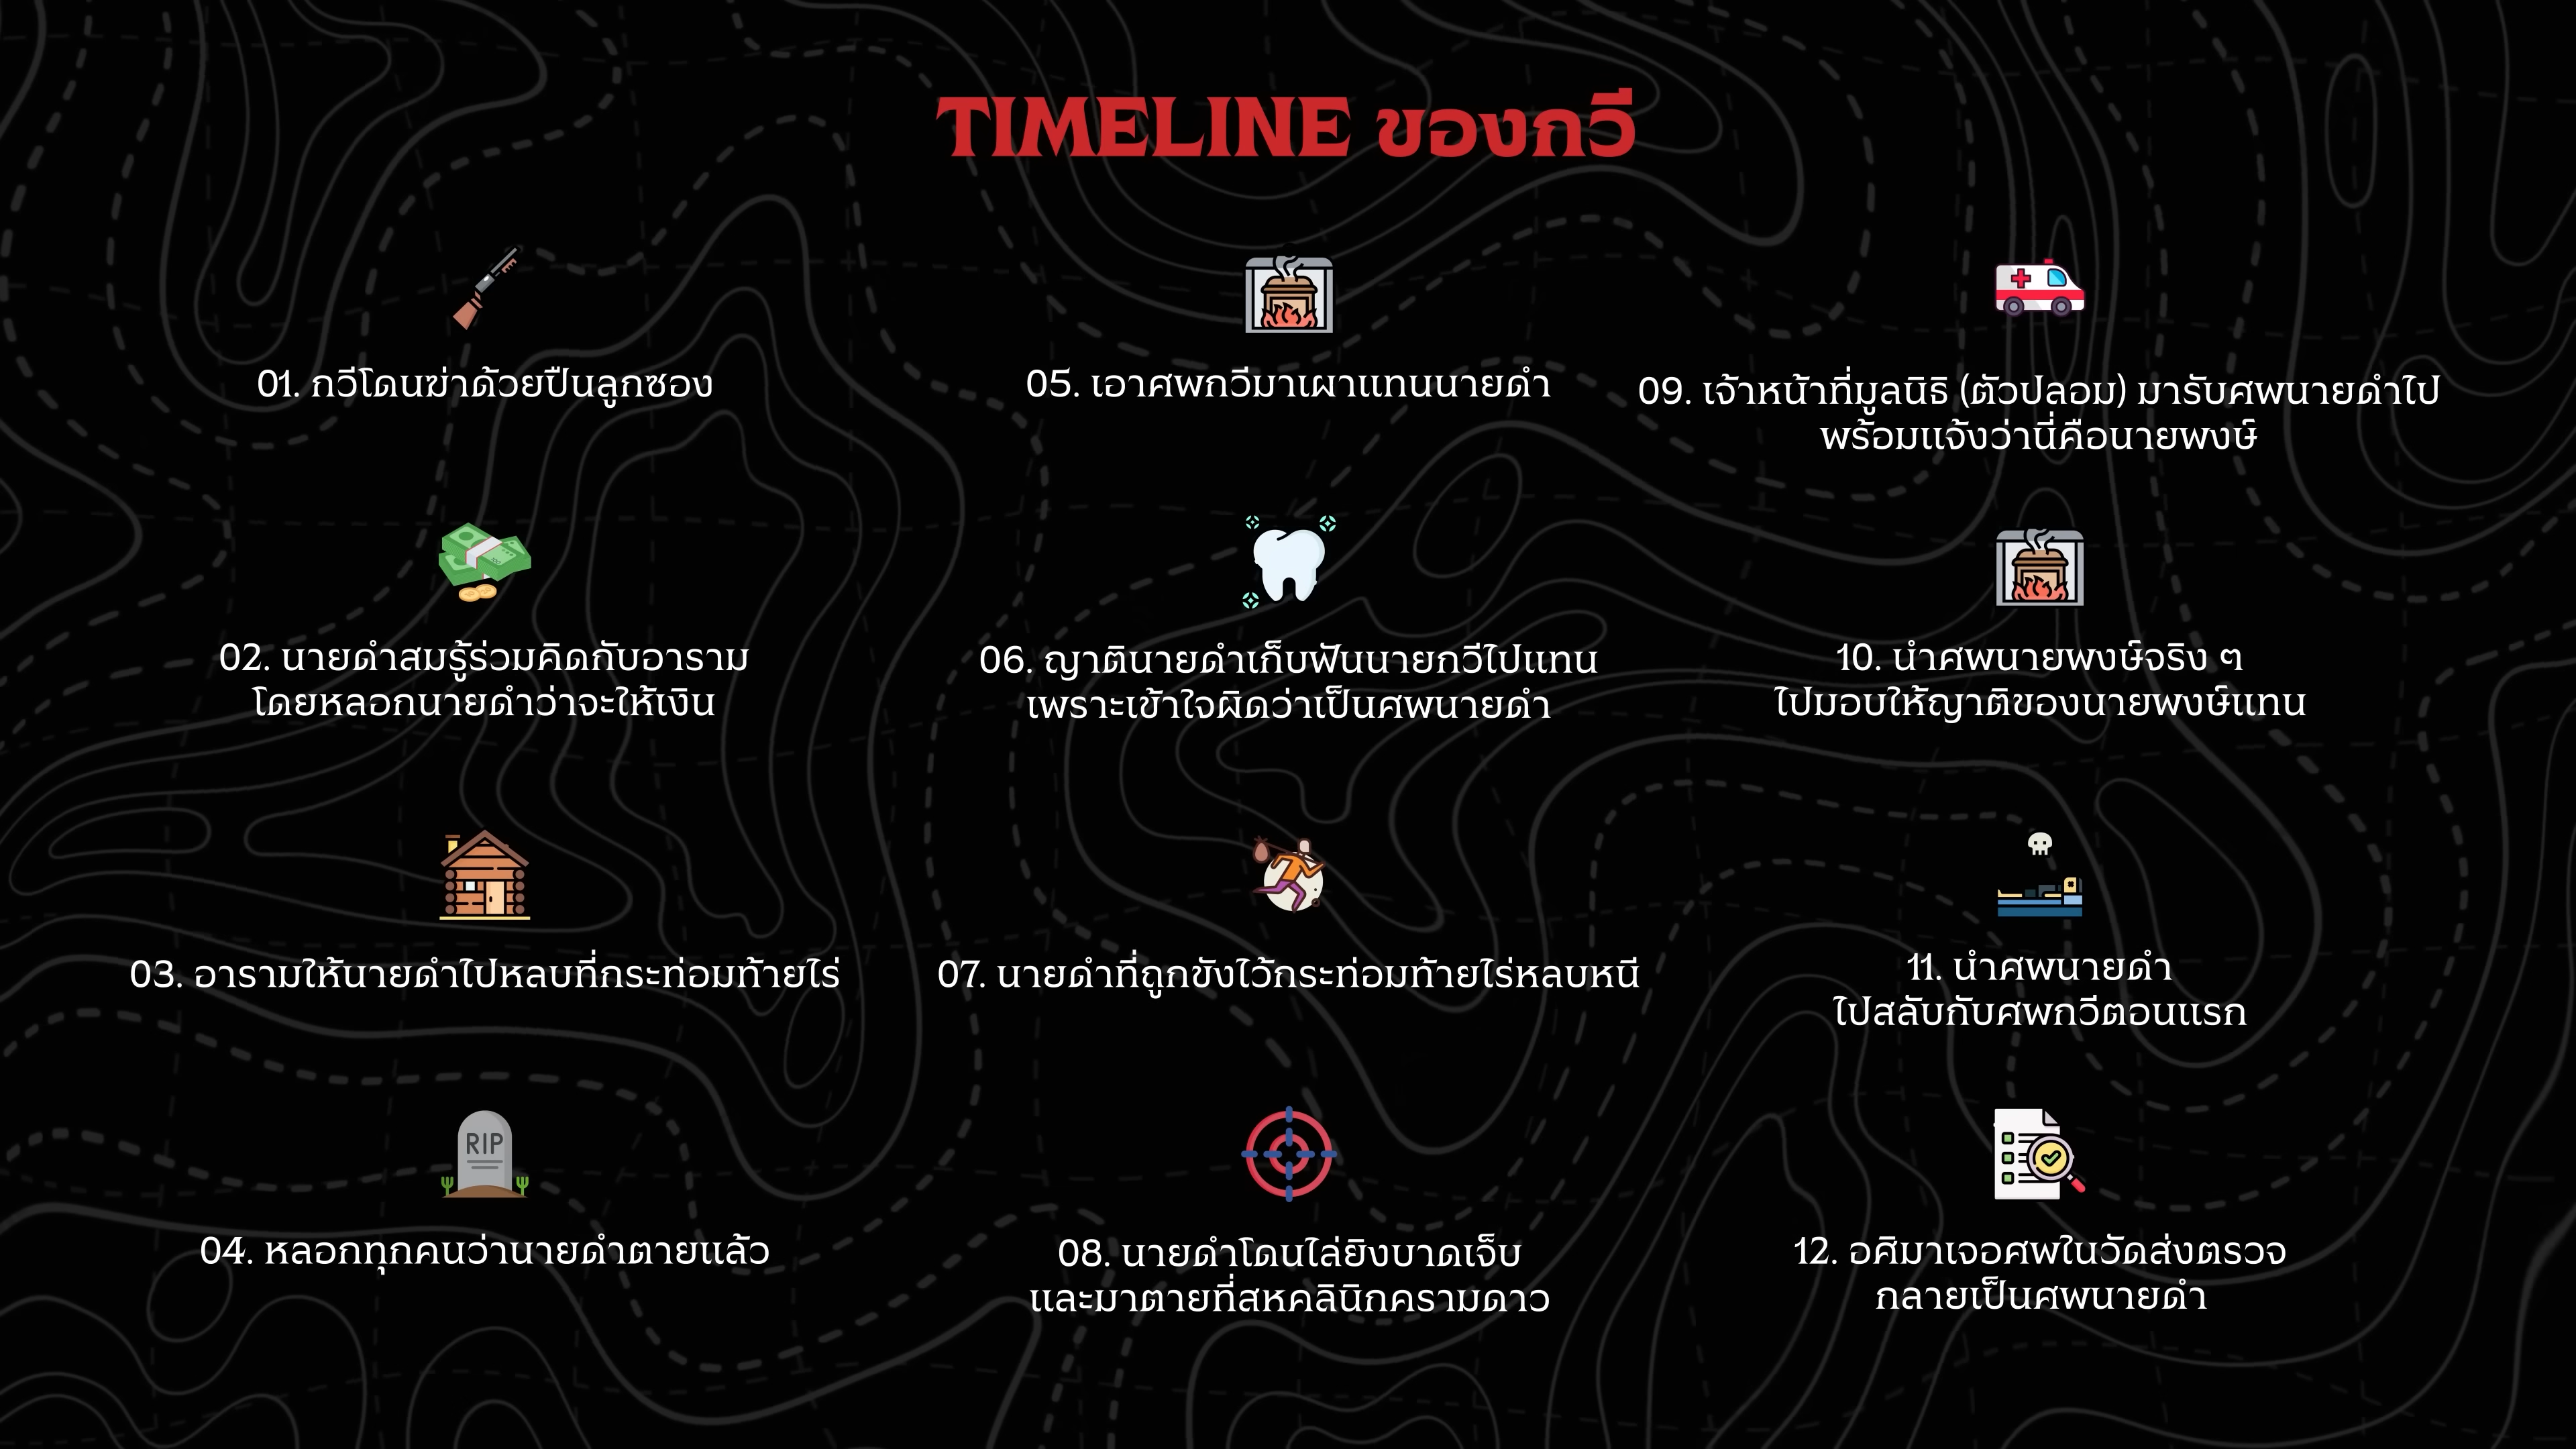 TIMELINE ของกวี
01. กวีโดนฆ่าด้วยปืนลูกซอง
02. นายดำสมรู้ร่วมคิดกับอาราม
โดยหลอกนายดำว่าจะให้เงิน
03. อารามให้นายดำไปหลบที่กระท่อมท้ายไร่
RIP
04. หลอกทุกคนว่านายดำตายแล้ว
05. เอาศพกวีมาเผาแทนนายดำ
06. ญาตินายดำเก็บฟันนายกวีไปแทน
เพราะเข้าใจผิดว่าเป็นศพนายดำ
07. นายดำที่ถูกขังไว้กระท่อมท้ายไร่หลบหนี
08. นายดำโดนไล่ยิงบาดเจ็บ
และมาตายที่สหคลินิกครามดาว
09. เจ้าหน้าที่มูลนิธิ (ตัวปลอม) มารับศพนายดำไป
พร้อมแจ้งว่านี่คือนายพงษ์
10. นำศพนายพงษ์จริง ๆ
ไปมอบให้ญาติของนายพงษ์แทน
11. นำศพนายดำ
ไปสลับกับศพกวีตอนแรก
12. อศิมาเจอศพในวัดส่งตรวจ
กลายเป็นศพนายดำ